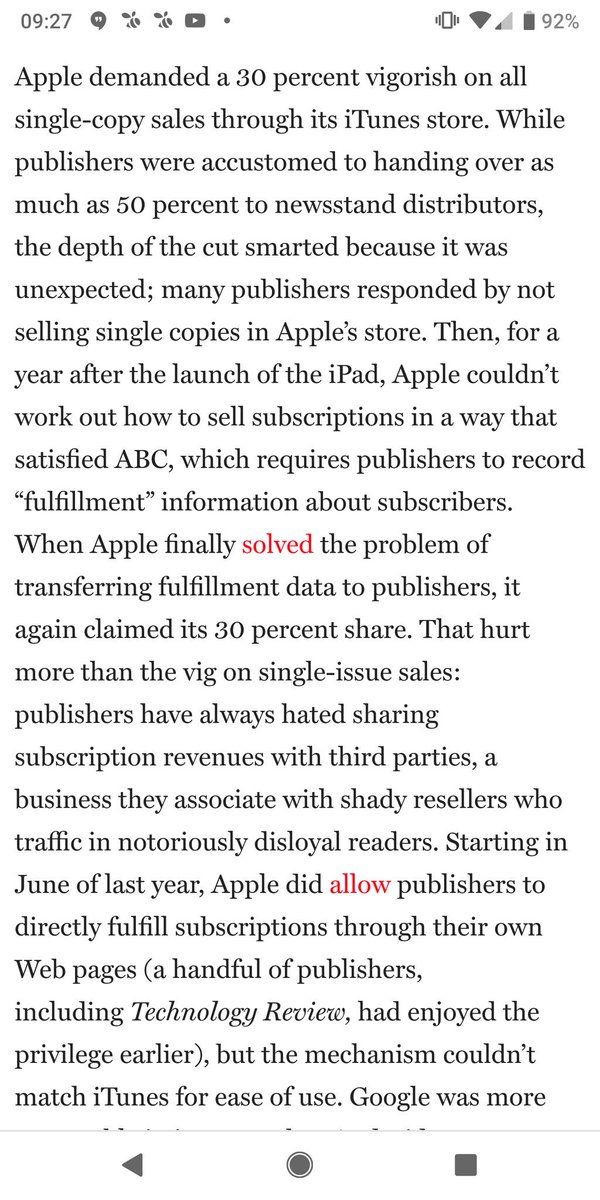 09:27 92%
Apple demanded a 30 percent vigorish on all
single-copy sales through its iTunes store. While
publishers were accustomed to handing over as
much as 50 percent to newsstand distributors,
the depth of the cut smarted because it was
unexpected; many publishers responded by not
selling single copies in Apple’s store. Then, for a
year after the launch of the iPad, Apple couldn’t
work out how to sell subscriptions in a way that
satisfied ABC, which requires publishers to record
“fulfillment” information about subscribers.
When Apple finally solved the problem of
transferring fulfillment data to publishers, it
again claimed its 30 percent share. That hurt
more than the vig on single-issue sales:
publishers have always hated sharing
subscription revenues with third parties, a
business they associate with shady resellers who
traffic in notoriously disloyal readers. Starting in
June of last year, Apple did allow publishers to
directly fulfill subscriptions through their own
Web pages (a handful of publishers,
including Technology Review, had enjoyed the
privilege earlier), but the mechanism couldn’t
match iTunes for ease of use. Google was more